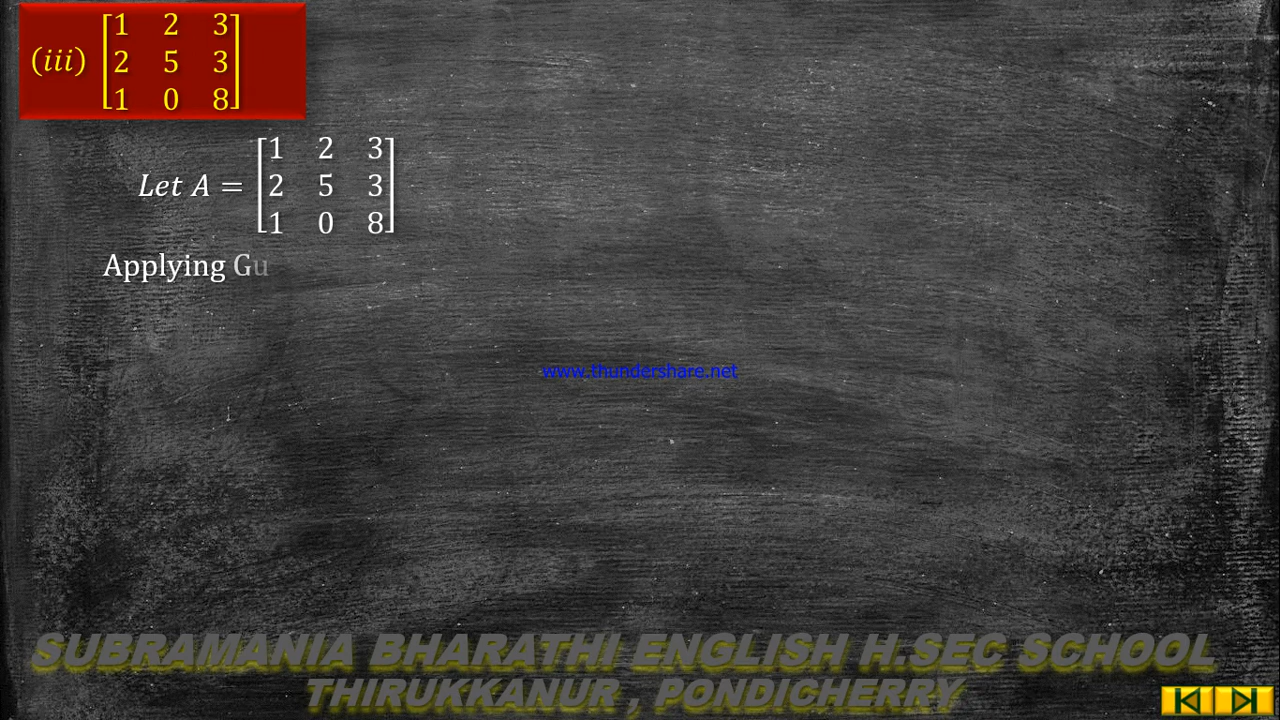 (iii) [1 2 3
2 5 3
1 0 8]
Let A = [1 2 3
2 5 3
1 0 8]
Applying Gu
www.thundershare.net
SUBRAMANIA BHARATHI ENGLISH H.SEC SCHOOL
THIRUKKANUR , PONDICHERRY